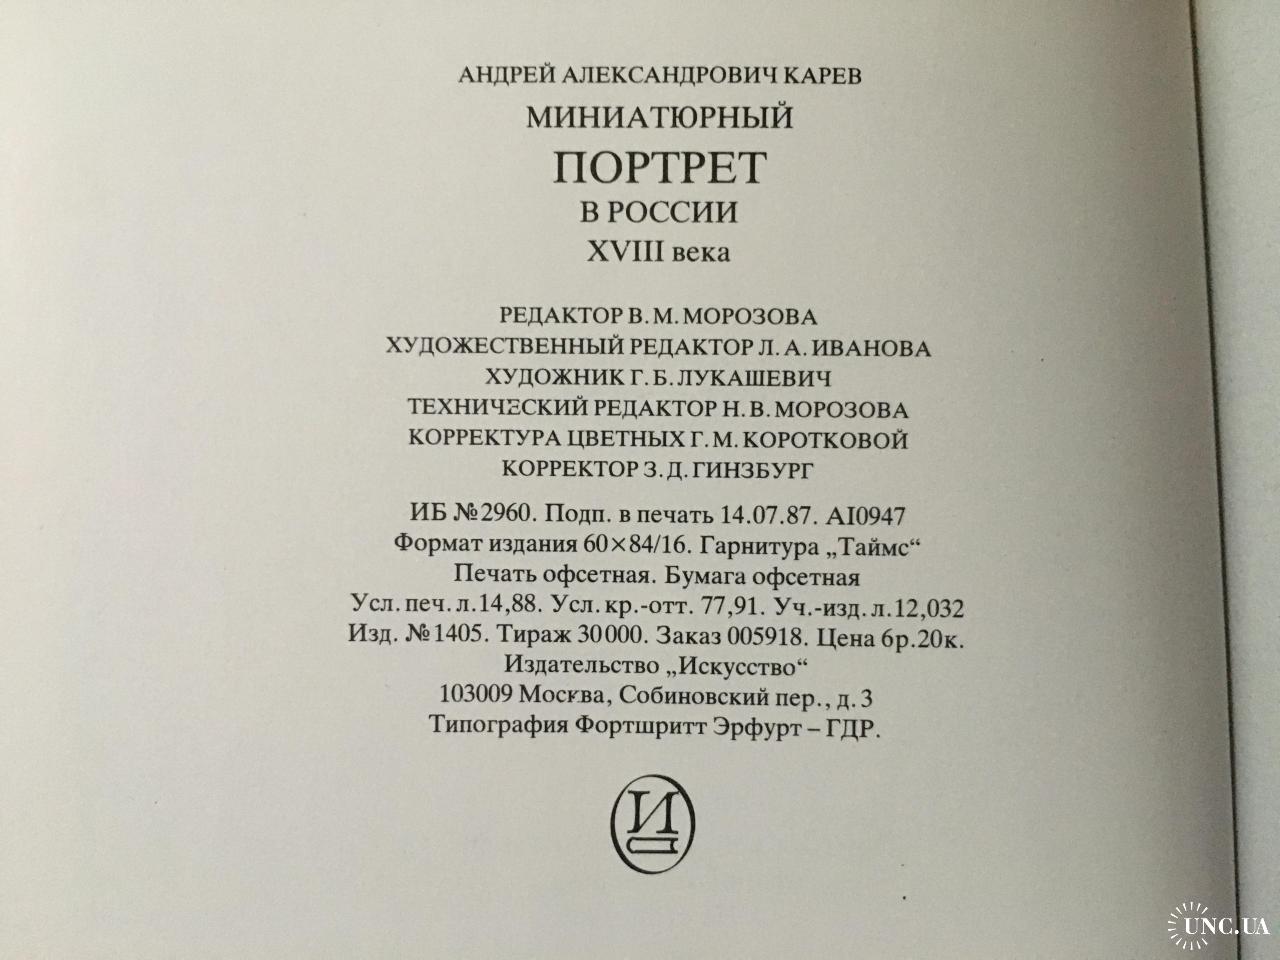 АНДРЕЙ АЛЕКСАНДРОВИЧ КАРЕВ
МИНИАТЮРНЫЙ
ПОРТРЕТ
В РОССИИ
XVIII века
РЕДАКТОР В. М. МОРОЗОВА
ХУДОЖЕСТВЕННЫЙ РЕДАКТОР Л. А. ИВАНОВА
ХУДОЖНИК Г. Б. ЛУКАШЕВИЧ
ТЕХНИЧЕСКИЙ РЕДАКТОР Н. В. МОРОЗОВА
КОРРЕКТУРА ЦВЕТНЫХ Г. М. КОРОТКОВОЙ
КОРРЕКТОР З. Д. ГИНЗБУРГ
ИБ №2960. Подп. в печать 14.07.87. АI0947
Формат издания 60×84/16. Гарнитура „Таймс“
Печать офсетная. Бумага офсетная
Усл. печ. л.14,88. Усл. кр.-отт. 77,91. Уч.-изд. л.12,032
Изд. №1405. Тираж 30000. Заказ 005918. Цена 6р.20к.
Издательство „Искусство“
103009 Москва, Собиновский пер., д. 3
Типография Фортшритт Эрфурт – ГДР.
И
UNC.UA